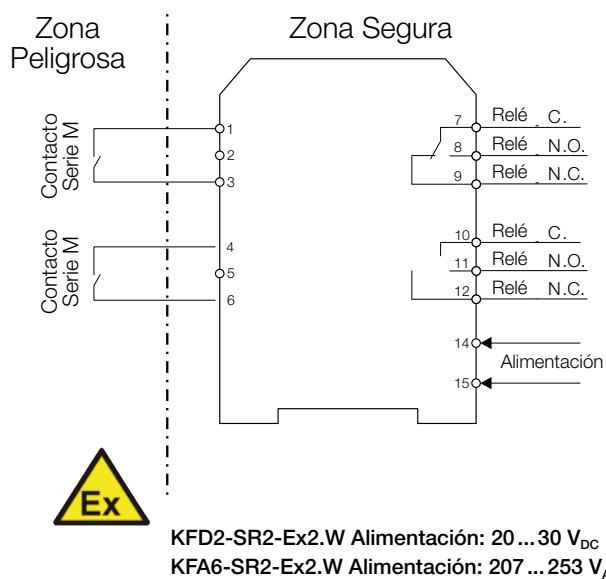 Zona Peligrosa
Zona Segura
Contacto Serie M
1
2
3
Contacto Serie M
4
5
6
7 Relé C.
8 Relé N.O.
9 Relé N.C.
10 Relé C.
11 Relé N.O.
12 Relé N.C.
14
Alimentación
15
Ex
KFD2-SR2-Ex2.W Alimentación: 20...30 VDC
KFA6-SR2-Ex2.W Alimentación: 207...253 V